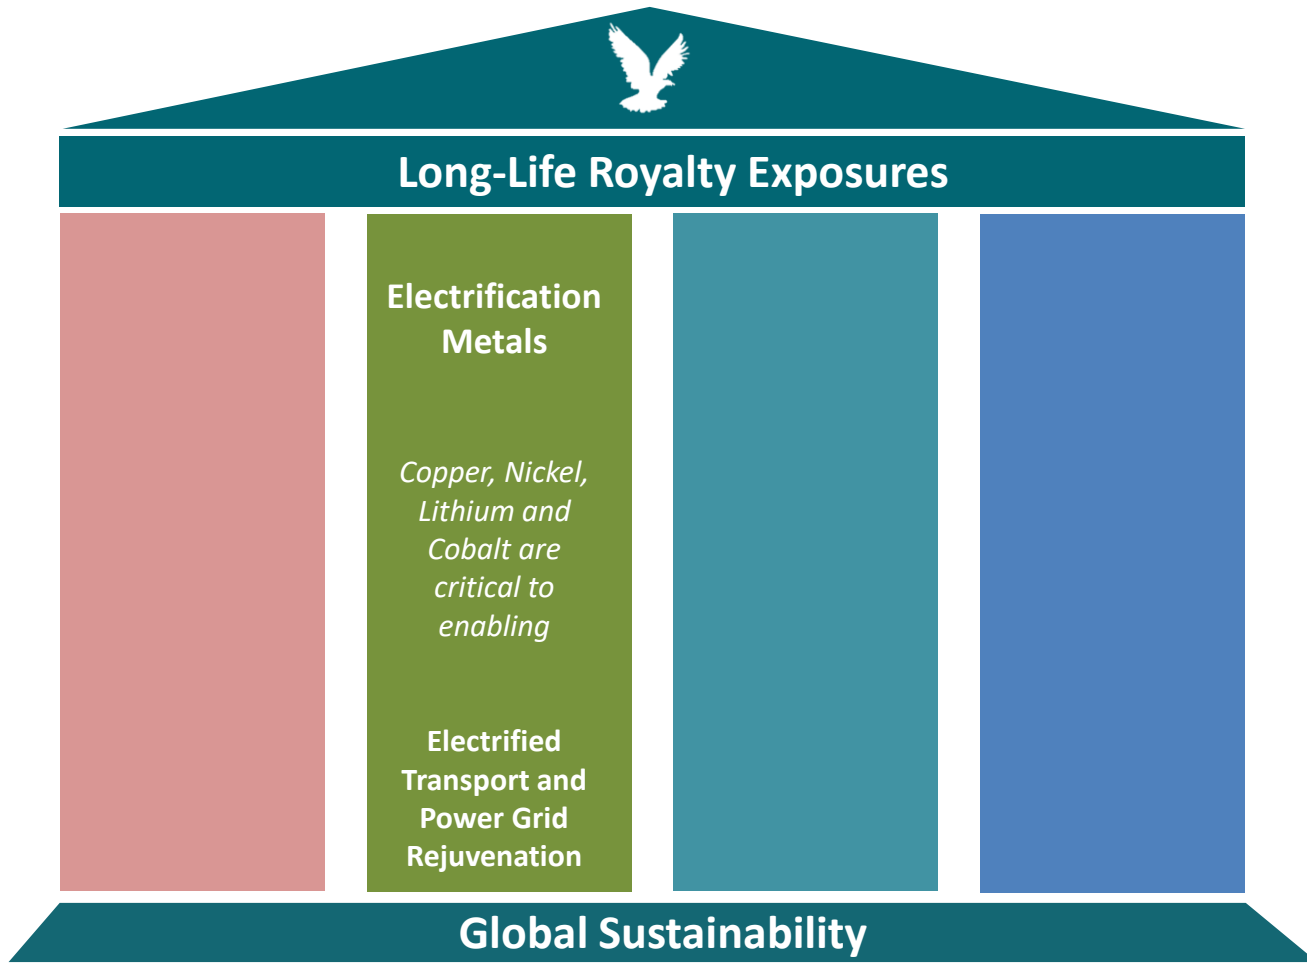 Long-Life Royalty Exposures
Electrification
Metals
Copper, Nickel,
Lithium and
Cobalt are
critical to
enabling
Electrified
Transport and
Power Grid
Rejuvenation
Global Sustainability